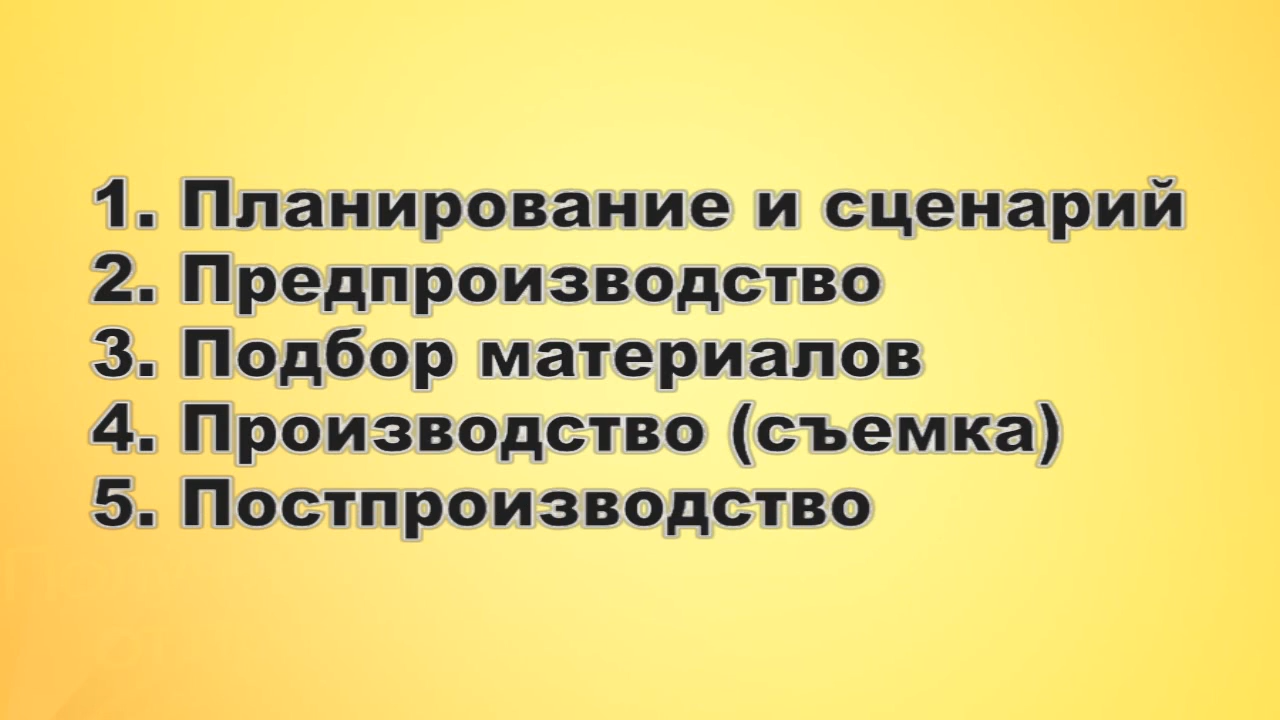 1. Планирование и сценарий
2. Предпроизводство
3. Подбор материалов
4. Производство (съемка)
5. Постпроизводство